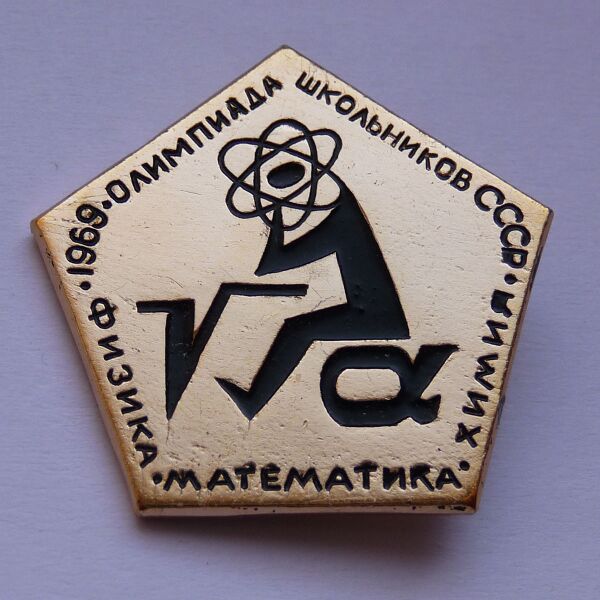 1969·ОЛИМПИАДА ШКОЛЬНИКОВ СССР·
ФИЗИКА·МАТЕМАТИКА·ХИМИЯ
α